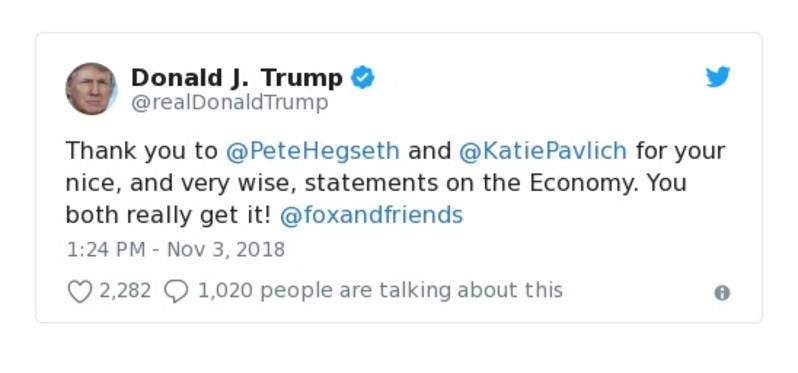 Donald J. Trump
@realDonaldTrump
Thank you to @PeteHegseth and @KatiePavlich for your
nice, and very wise, statements on the Economy. You
both really get it! @foxandfriends
1:24 PM - Nov 3, 2018
2,282 1,020 people are talking about this